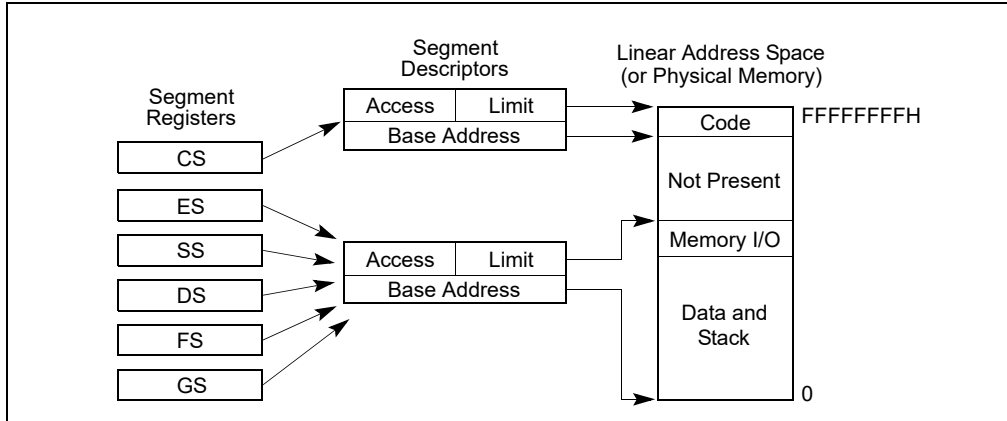 Segment
Registers
CS
ES
SS
DS
FS
GS
Segment
Descriptors
Access
Limit
Base Address
Access
Limit
Base Address
Linear Address Space
(or Physical Memory)
Code
FFFFFFFFH
Not Present
Memory I/O
Data and
Stack
0